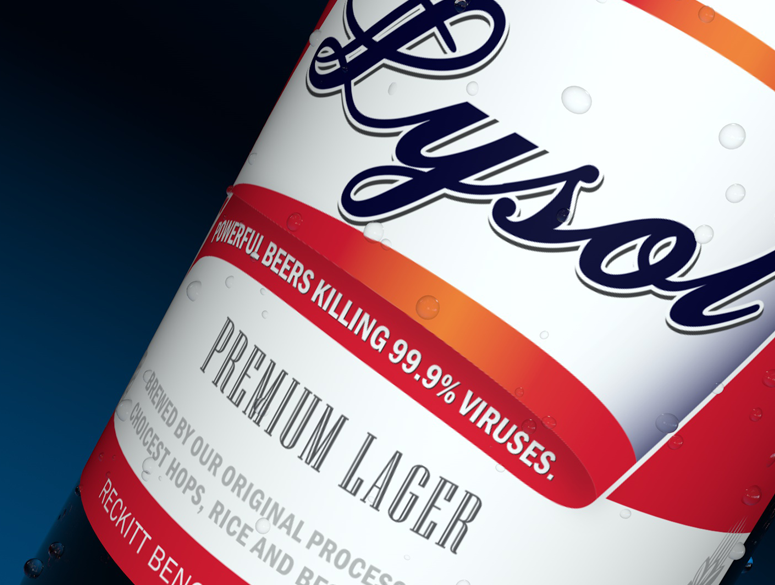 Lysol
POWERFUL BEERS KILLING 99.9% VIRUSES.
PREMIUM LAGER
BREWED BY OUR ORIGINAL PROCESS
CHOICEST HOPS, RICE AND
RECKITT